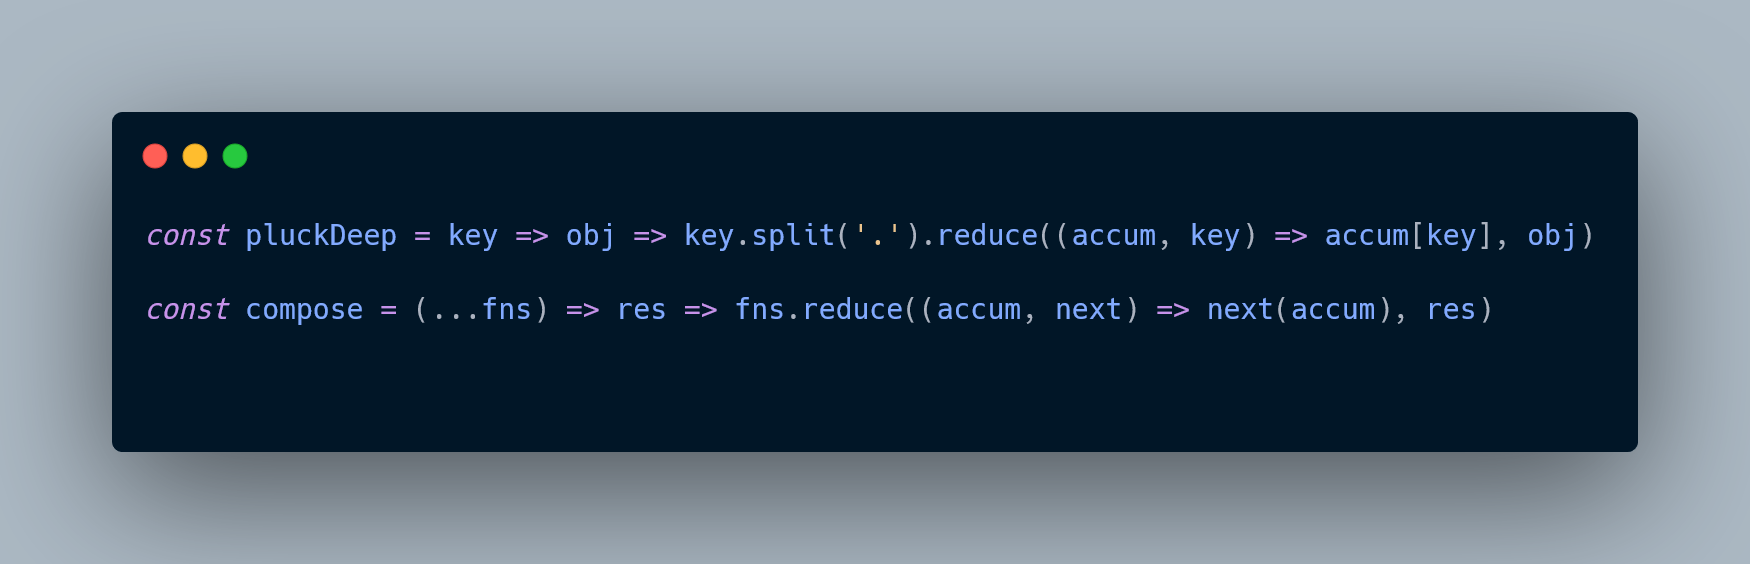 const pluckDeep = key => obj => key.split('.').reduce((accum, key) => accum[key], obj)
const compose = (...fns) => res => fns.reduce((accum, next) => next(accum), res)